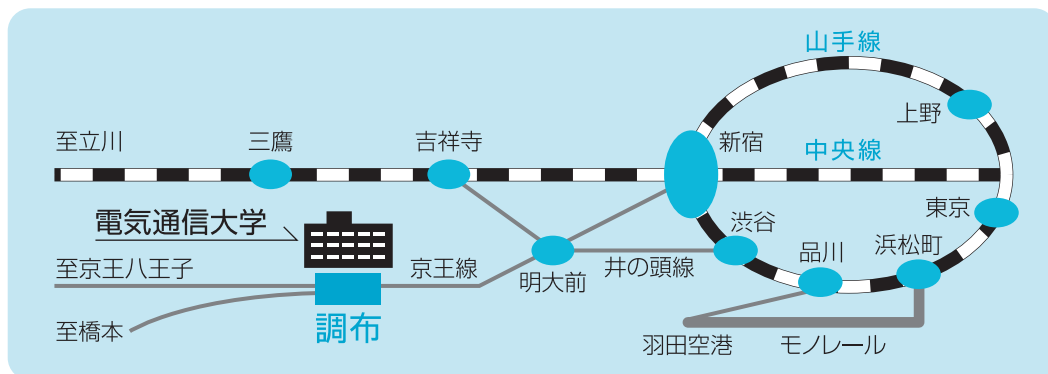 山手線
上野
至立川
三鷹
吉祥寺
新宿
中央線
電気通信大学
東京
渋谷
品川
浜松町
至京王八王子
京王線
明大前
井の頭線
至橋本
調布
羽田空港
モノレール